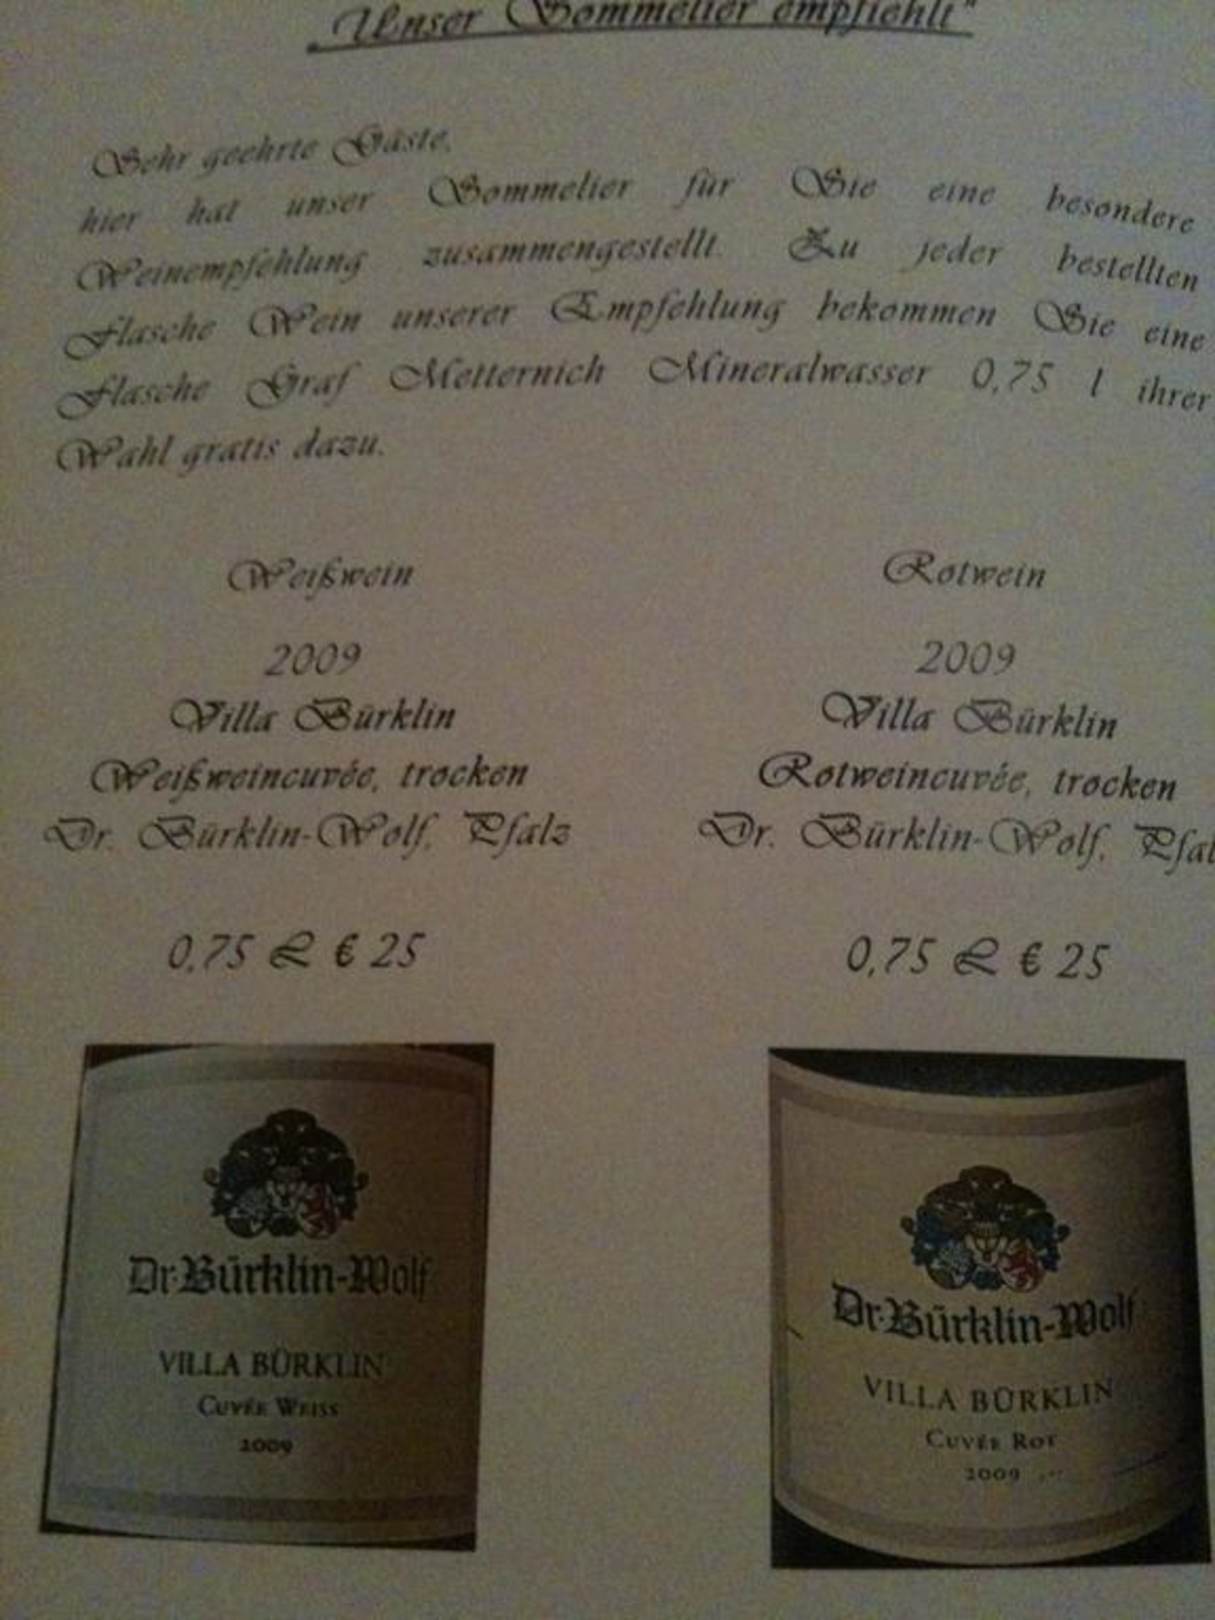 „Unser Sommelier empfiehlt"
Sehr geehrte Gäste,
hier hat unser Sommelier für Sie eine besondere
Weinempfehlung zusammengestellt. Zu jeder bestellten
Flasche Wein unserer Empfehlung bekommen Sie eine
Flasche Graf Metternich Mineralwasser 0,75 l ihrer
Wahl gratis dazu.
Weißwein
2009
Villa Bürklin
Weißweincuvée, trocken
Dr. Bürklin-Wolf, Pfalz
0,75 L € 25
Rotwein
2009
Villa Bürklin
Rotweincuvée, trocken
Dr. Bürklin-Wolf, Pfal
0,75 L € 25
Dr. Bürklin-Wolf
VILLA BÜRKLIN
CUVÉE WEISS
2009
Dr. Bürklin-Wolf
VILLA BÜRKLIN
CUVÉE ROT
2009